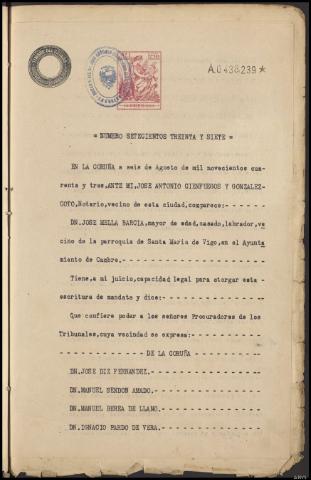 A.0438239*
= NUMERO SETECIENTOS TREINTA Y SIETE =
EN LA CORUÑA a seis de Agosto de mil novecientos cua-
renta y tres, ANTE MI, JOSE ANTONIO CIENFUEGOS Y GONZALEZ-
COTO, Notario, vecino de esta ciudad, comparece:
DN. JOSE MELLA BARCIA, mayor de edad, casado, labrador, ve
cino de la parroquia de Santa Maria de Vigo, en el Ayunta
miento de Cambre.
Tiene, a mi juicio, capacidad legal para otorgar esta
escritura de mandato y dice:
Que confiere poder a los señores Procuradores de los
Tribunales, cuya vecindad se expresa:
DE LA CORUÑA
DN. JOSE DIZ FERNANDEZ.
DN. MANUEL NENDON AMADO.
DN. MANUEL BEREA DE LLANO.
DN. IGNACIO PARDO DE VERA.